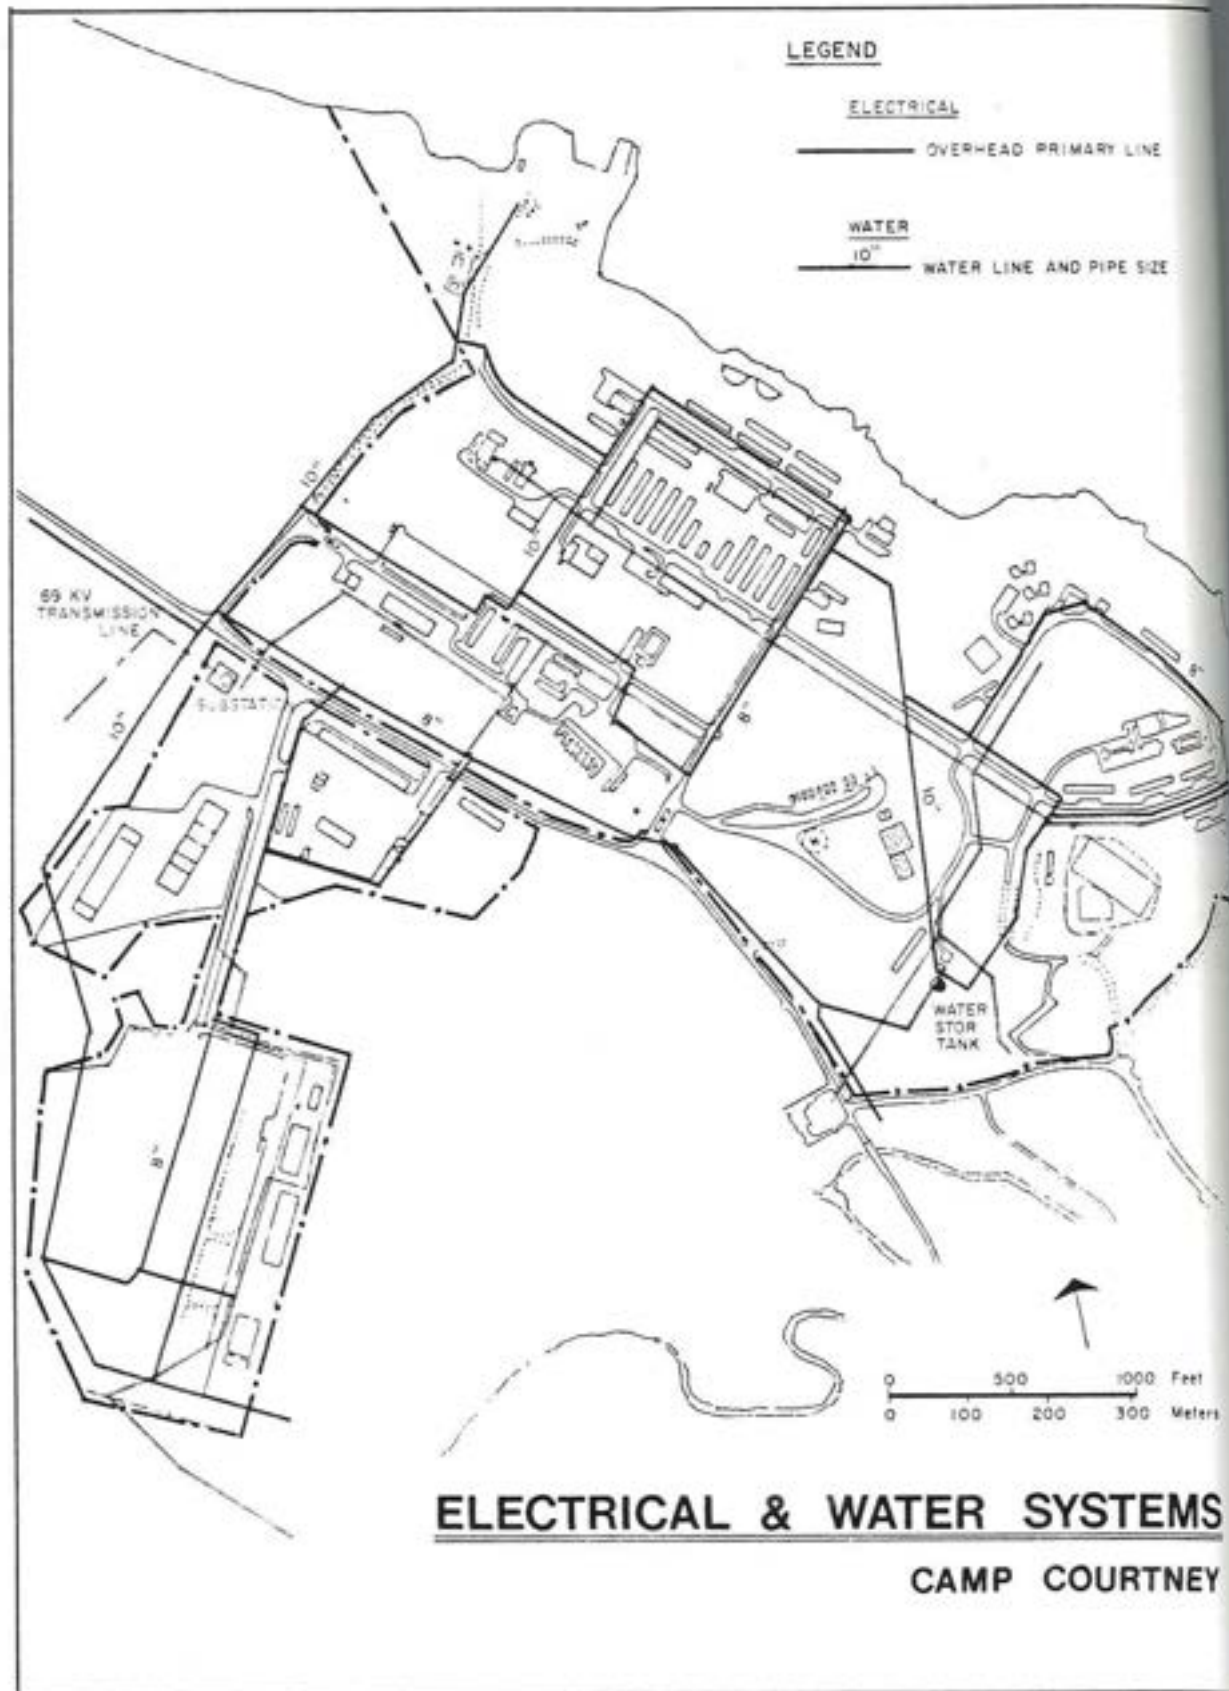 LEGEND
ELECTRICAL
OVERHEAD PRIMARY LINE
WATER
10"
WATER LINE AND PIPE SIZE
10"
10"
69 KV
TRANSMISSION
LINE
8"
8"
8"
10"
10"
WATER
STOR
TANK
8"
0 500 1000 Feet
0 100 200 300 Meters
ELECTRICAL & WATER SYSTEMS
CAMP COURTNEY